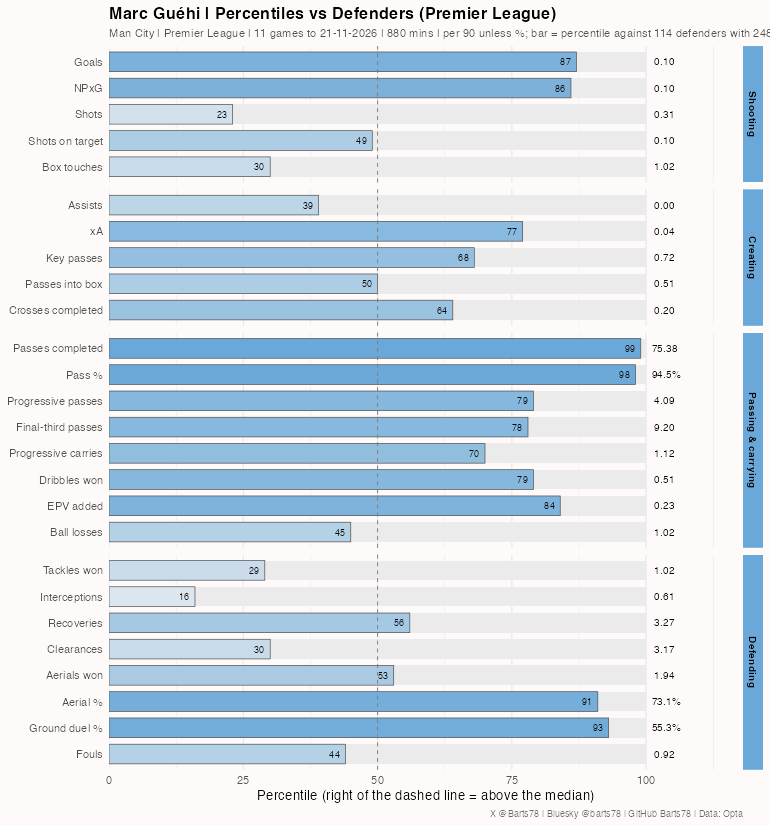 Marc Guéhi | Percentiles vs Defenders (Premier League)
Man City | Premier League | 11 games to 21-11-2026 | 880 mins | per 90 unless %; bar = percentile against 114 defenders with 248
Goals 87 0.10
NPxG 86 0.10
Shots 23 0.31
Shots on target 49 0.10
Box touches 30 1.02
Shooting
Assists 39 0.00
xA 77 0.04
Key passes 68 0.72
Passes into box 50 0.51
Crosses completed 64 0.20
Creating
Passes completed 99 75.38
Pass % 98 94.5%
Progressive passes 79 4.09
Final-third passes 78 9.20
Progressive carries 70 1.12
Dribbles won 79 0.51
EPV added 84 0.23
Ball losses 45 1.02
Passing & carrying
Tackles won 29 1.02
Interceptions 16 0.61
Recoveries 56 3.27
Clearances 30 3.17
Aerials won 53 1.94
Aerial % 91 73.1%
Ground duel % 93 55.3%
Fouls 44 0.92
Defending
0 25 50 75 100
Percentile (right of the dashed line = above the median)
X @Barts78 | Bluesky @barts78 | GitHub Barts78 | Data: Opta